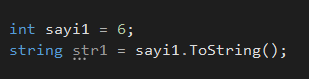 int sayi1 = 6;
string str1 = sayi1.ToString();